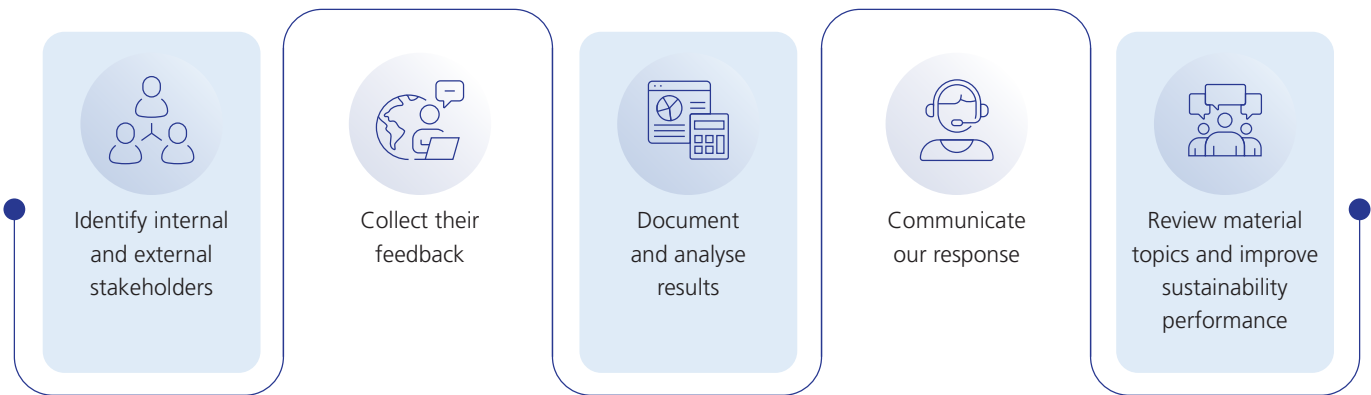 Identify internal
and external
stakeholders
Collect their
feedback
Document
and analyse
results
Communicate
our response
Review material
topics and improve
sustainability
performance